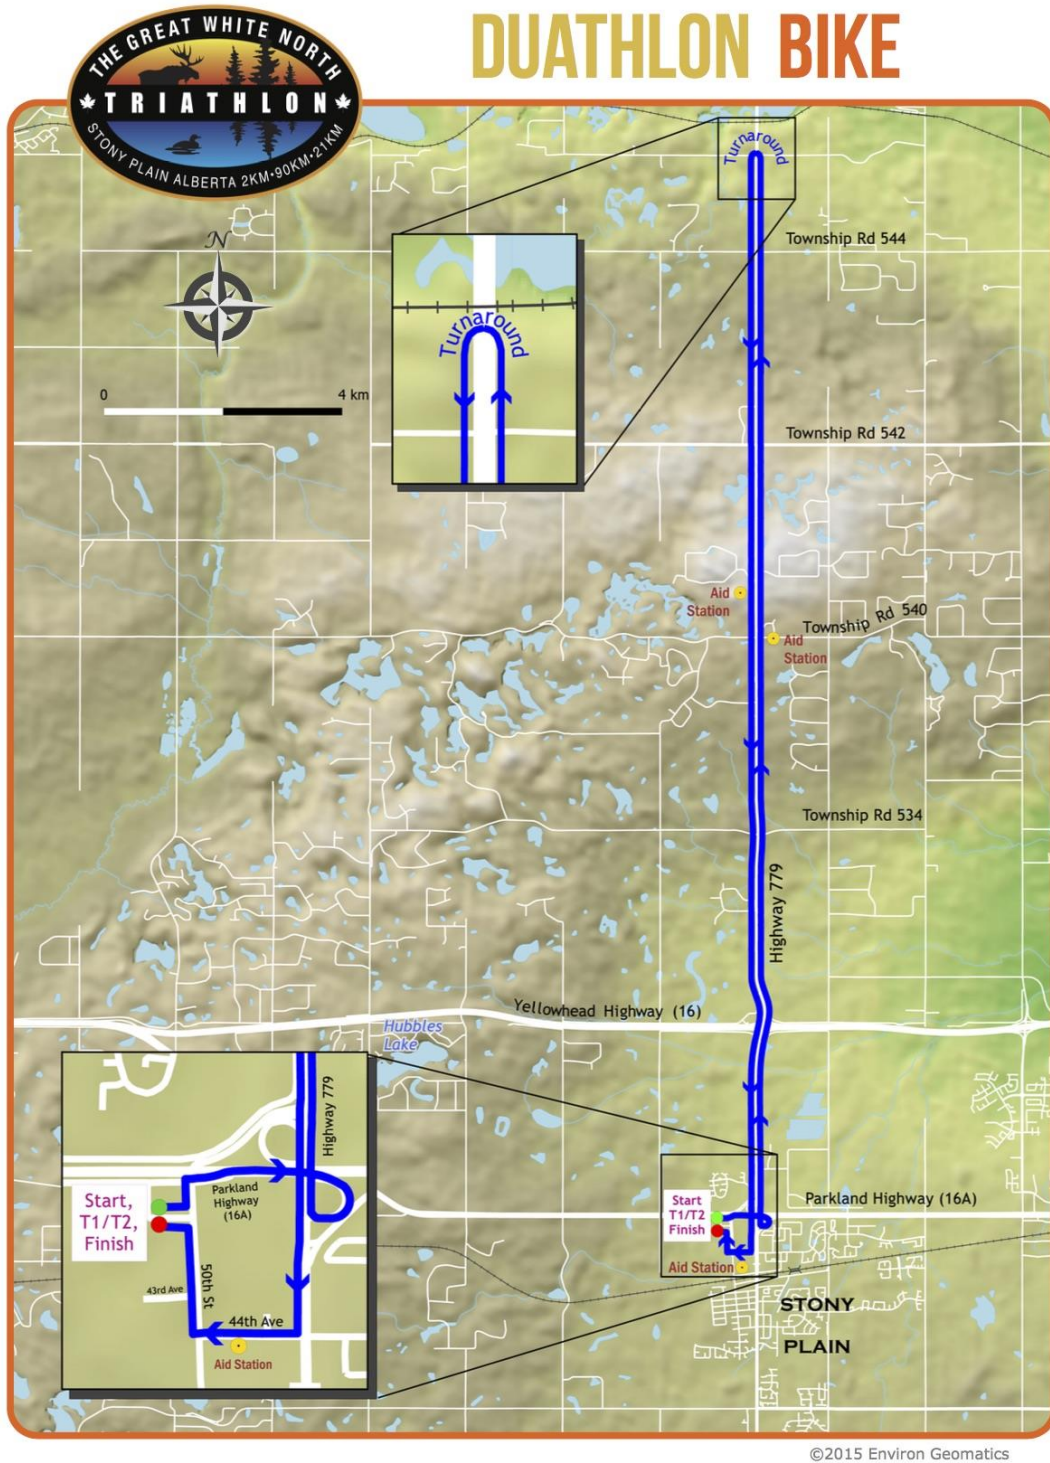 THE GREAT WHITE NORTH
TRIATHLON
STONY PLAIN ALBERTA 2KM•90KM•21KM
DUATHLON BIKE
Turnaround
Township Rd 544
N
0
4 km
Turnaround
Township Rd 542
Aid
Station
Township Rd 540
Aid
Station
Township Rd 534
Highway 779
Yellowhead Highway (16)
Hubbles
Lake
Highway 779
Parkland
Highway
(16A)
Start,
T1/T2,
Finish
50th St
43rd Ave
44th Ave
Aid Station
Start
T1/T2
Finish
Parkland Highway (16A)
Aid Station
STONY
PLAIN
©2015 Environ Geomatics